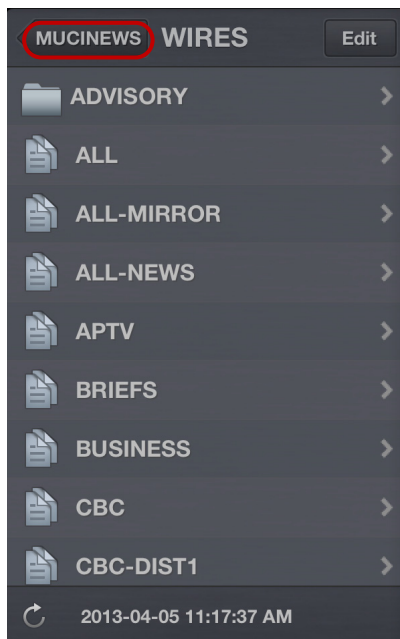 MUCINEWS WIRES Edit
ADVISORY
ALL
ALL-MIRROR
ALL-NEWS
APTV
BRIEFS
BUSINESS
CBC
CBC-DIST1
2013-04-05 11:17:37 AM